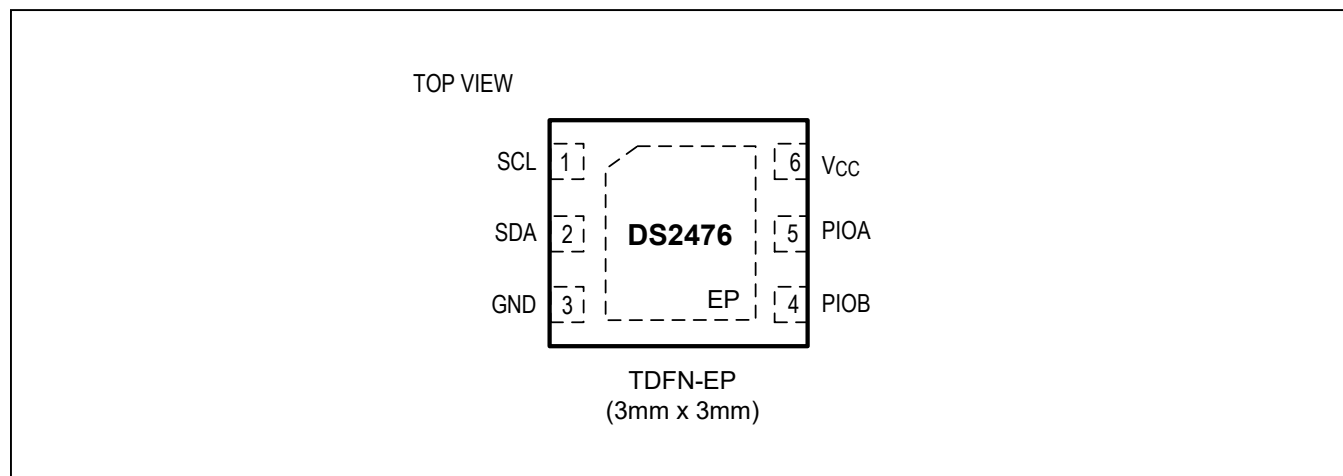 TOP VIEW
SCL 1 6 VCC
SDA 2 DS2476 5 PIOA
GND 3 EP 4 PIOB
TDFN-EP
(3mm x 3mm)